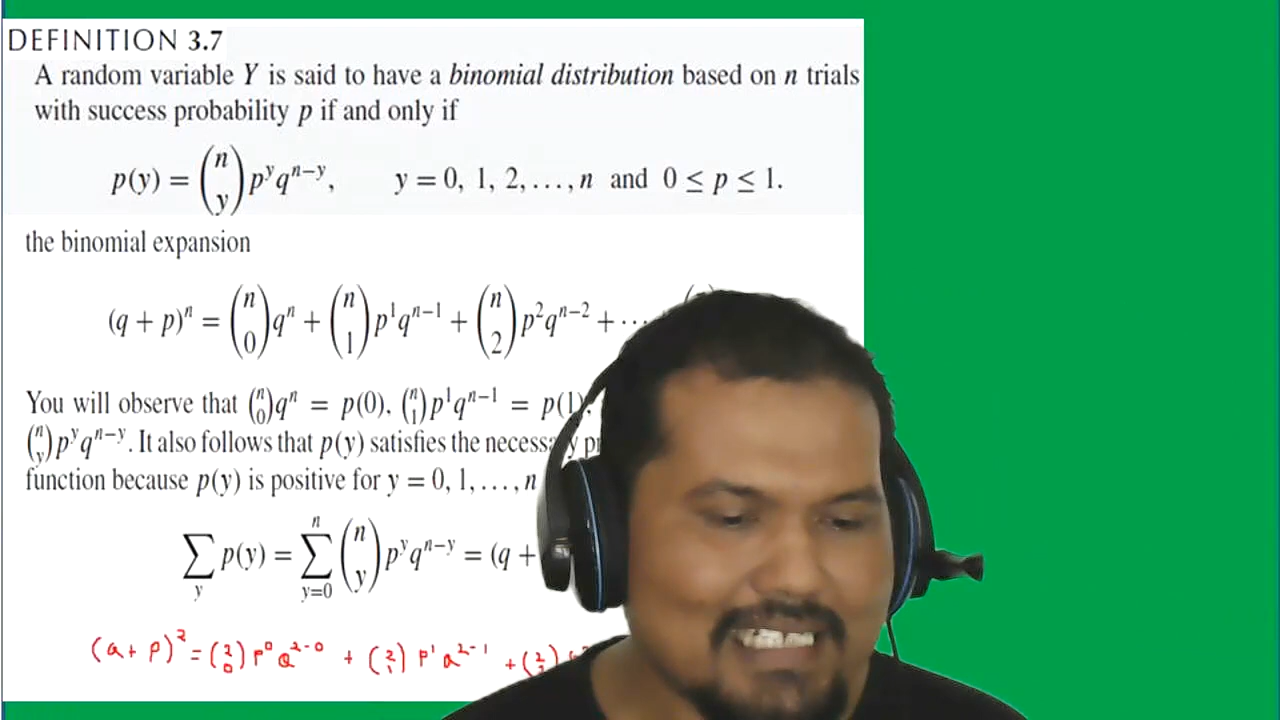 DEFINITION 3.7
A random variable Y is said to have a binomial distribution based on n trials
with success probability p if and only if
p(y) = (n y) p^y q^{n−y}, y = 0, 1, 2, ..., n and 0 ≤ p ≤ 1.
the binomial expansion
(q + p)^n = (n 0) q^n + (n 1) p^1 q^{n−1} + (n 2) p^2 q^{n−2} + ⋯
You will observe that (n 0) q^n = p(0), (n 1) p^1 q^{n−1} = p(1),
(n y) p^y q^{n−y}. It also follows that p(y) satisfies the
function because p(y) is positive for y = 0, 1, ..., n
∑_y p(y) = ∑_{y=0}^n (n y) p^y q^{n−y} = (q +
(a + p)^2 = (2 0) p^0 a^{2-0} + (2 1) p^1 a^{2-1} + (2